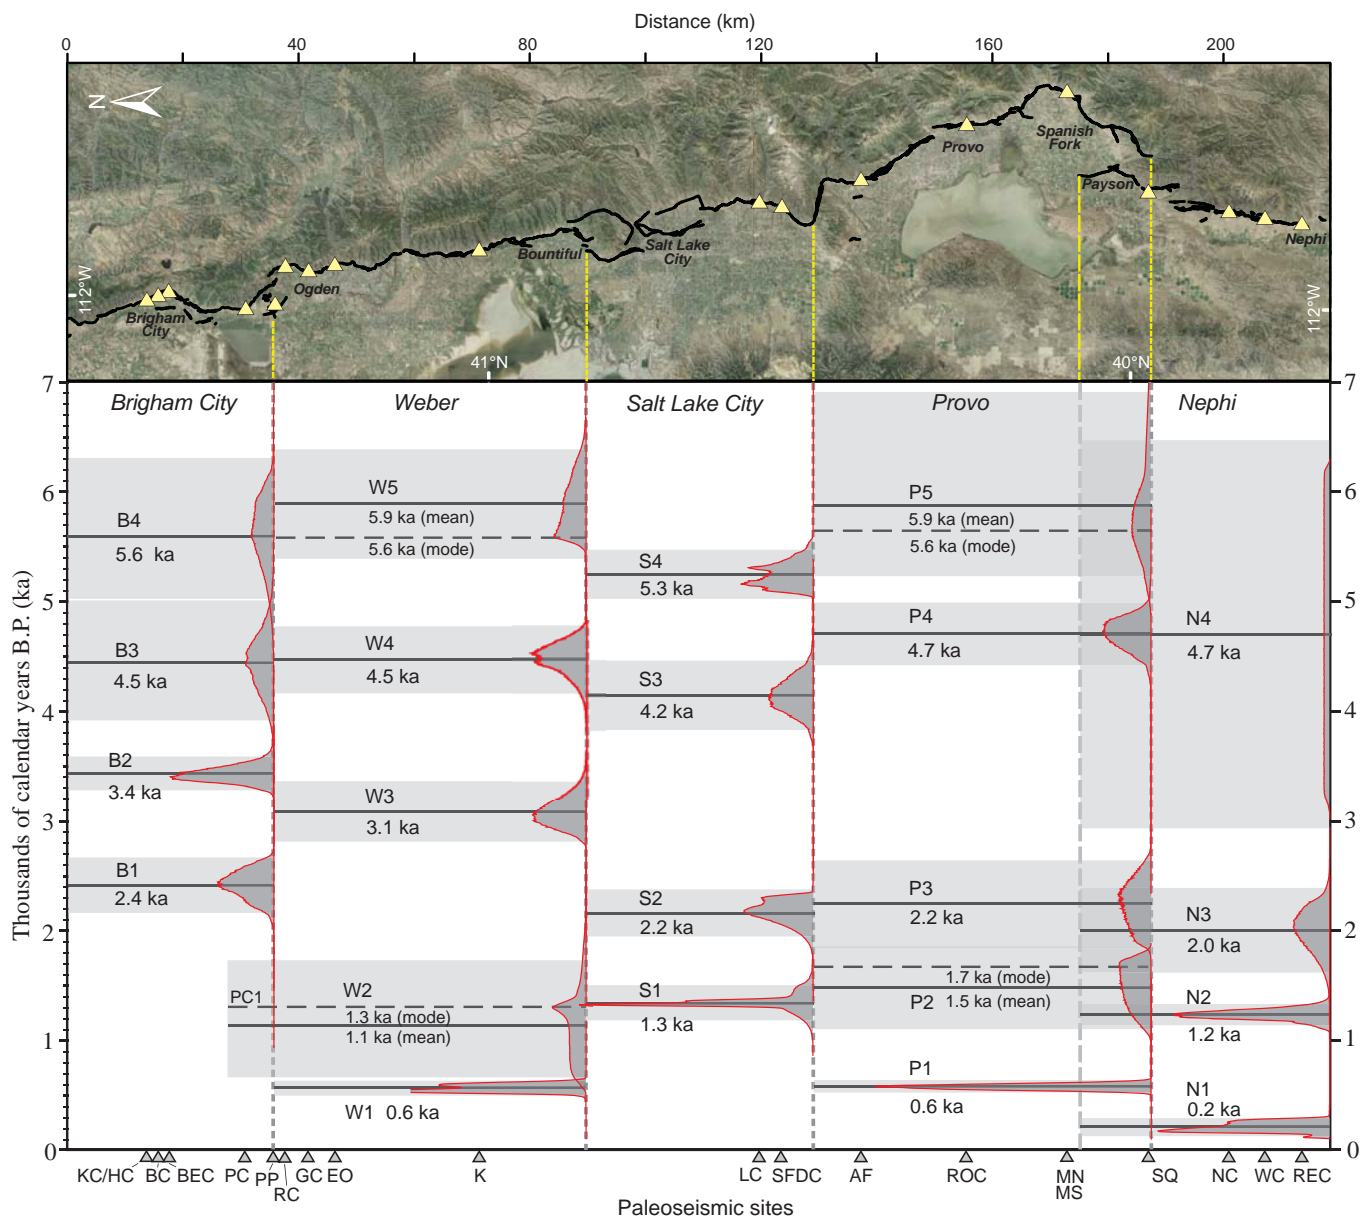 Distance (km)
0 40 80 120 160 200
N
112°W
Brigham
City
Ogden
Bountiful
Salt Lake
City
Provo
Spanish
Fork
Payson
Nephi
112°W
41°N
40°N
Thousands of calendar years B.P. (ka)
7
6
5
4
3
2
1
0
Brigham City
Weber
Salt Lake City
Provo
Nephi
B4
5.6 ka
B3
4.5 ka
B2
3.4 ka
B1
2.4 ka
PC1
W5
5.9 ka (mean)
5.6 ka (mode)
W4
4.5 ka
W3
3.1 ka
W2
1.3 ka (mode)
1.1 ka (mean)
W1 0.6 ka
S4
5.3 ka
S3
4.2 ka
S2
2.2 ka
S1
1.3 ka
P5
5.9 ka (mean)
5.6 ka (mode)
P4
4.7 ka
P3
2.2 ka
1.7 ka (mode)
P2 1.5 ka (mean)
P1
0.6 ka
N4
4.7 ka
N3
2.0 ka
N2
1.2 ka
N1
0.2 ka
7
6
5
4
3
2
1
0
KC/HC BC BEC PC PP RC GC EO K LC SFDC AF ROC MN MS SQ NC WC REC
Paleoseismic sites